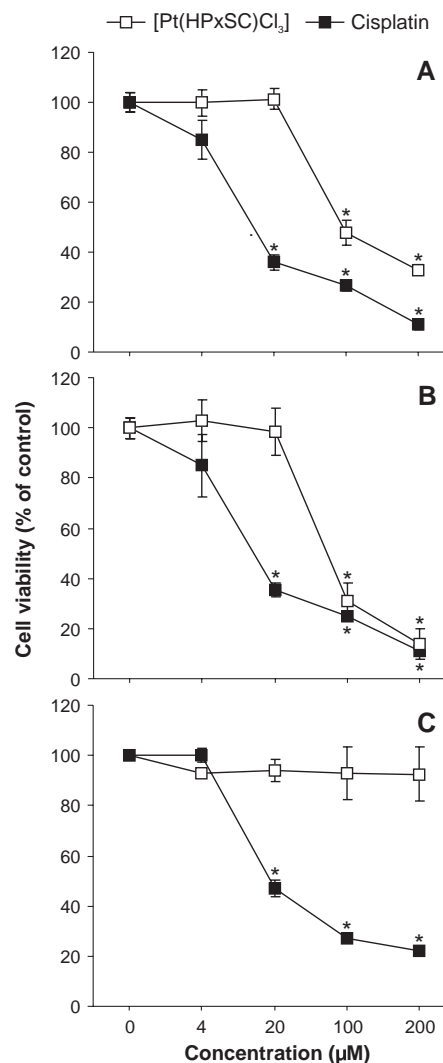 [Pt(HPxSC)Cl₃] Cisplatin
A
120
100
80
60
40
20
0
* * * * *
B
120
100
80
60
40
20
0
* * * * *
C
120
100
80
60
40
20
0
* * *
Cell viability (% of control)
0 4 20 100 200
Concentration (µM)